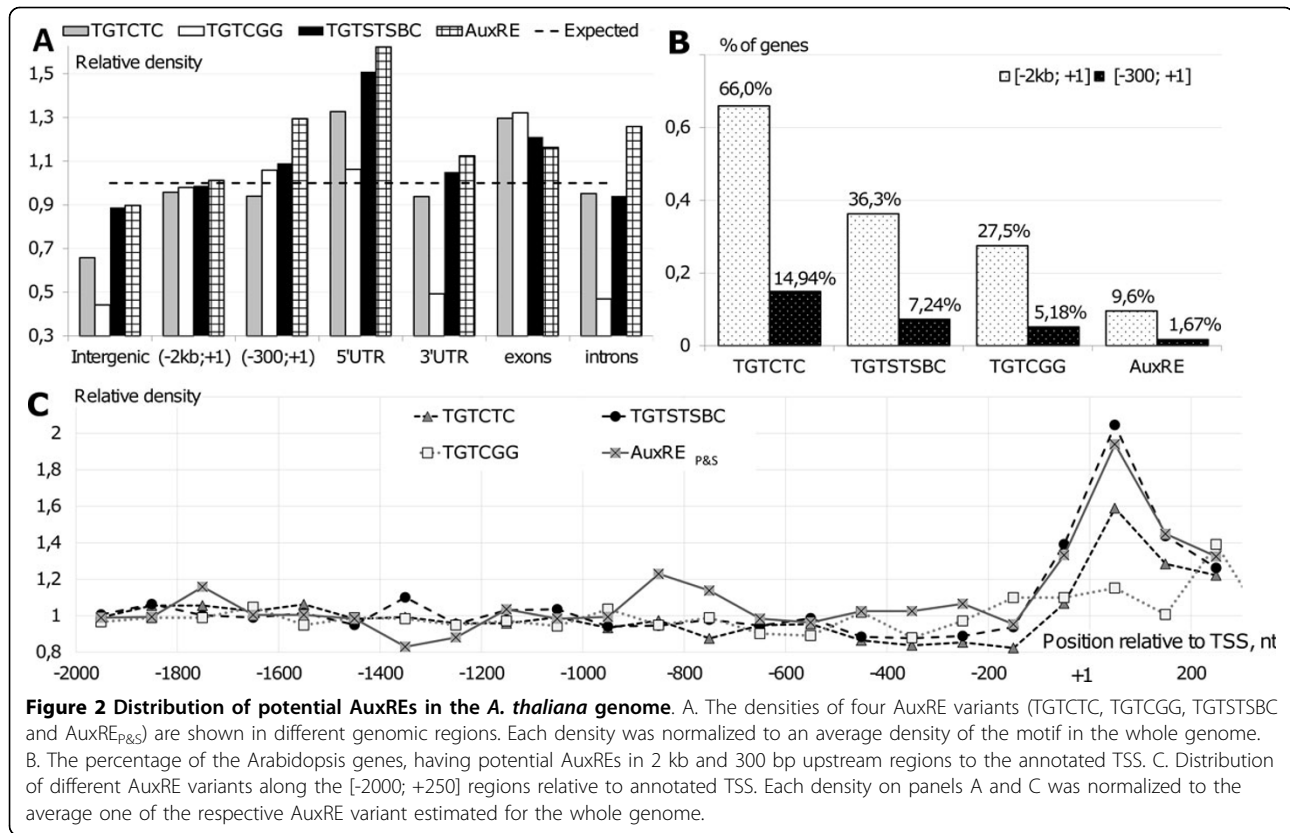 TGTCTC TGTCGG TGTSTSBC AuxRE Expected
A
Relative density
1,5
1,3
1,1
0,9
0,7
0,5
0,3
Intergenic (-2kb;+1) (-300;+1) 5'UTR 3'UTR exons introns
B
% of genes
[-2kb; +1] [-300; +1]
66,0%
0,6
0,4
36,3%
27,5%
0,2
14,94%
7,24%
5,18%
9,6%
1,67%
0
TGTCTC TGTSTSBC TGTCGG AuxRE
C
Relative density
TGTCTC TGTSTSBC
TGTCGG AuxRE P&S
2
1,8
1,6
1,4
1,2
1
0,8
Position relative to TSS, nt
-2000 -1800 -1600 -1400 -1200 -1000 -800 -600 -400 -200 +1 200
Figure 2 Distribution of potential AuxREs in the A. thaliana genome. A. The densities of four AuxRE variants (TGTCTC, TGTCGG, TGTSTSBC
and AuxREP&S) are shown in different genomic regions. Each density was normalized to an average density of the motif in the whole genome.
B. The percentage of the Arabidopsis genes, having potential AuxREs in 2 kb and 300 bp upstream regions to the annotated TSS. C. Distribution
of different AuxRE variants along the [-2000; +250] regions relative to annotated TSS. Each density on panels A and C was normalized to the
average one of the respective AuxRE variant estimated for the whole genome.